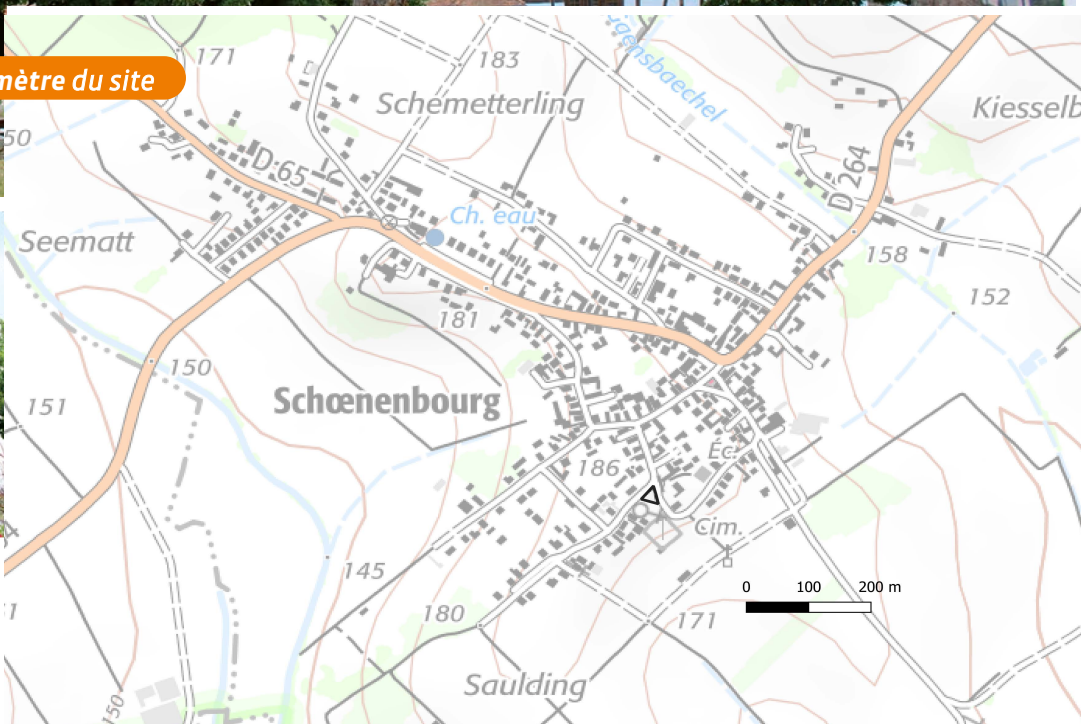 171
mètre du site
183
Schemetterling
Kiesselb
50
D 65
D 264
Ch. eau
Seematt
158
152
181
150
Schœnenbourg
151
186
Éc.
Cim.
0 100 200 m
145
180
171
Saulding
150